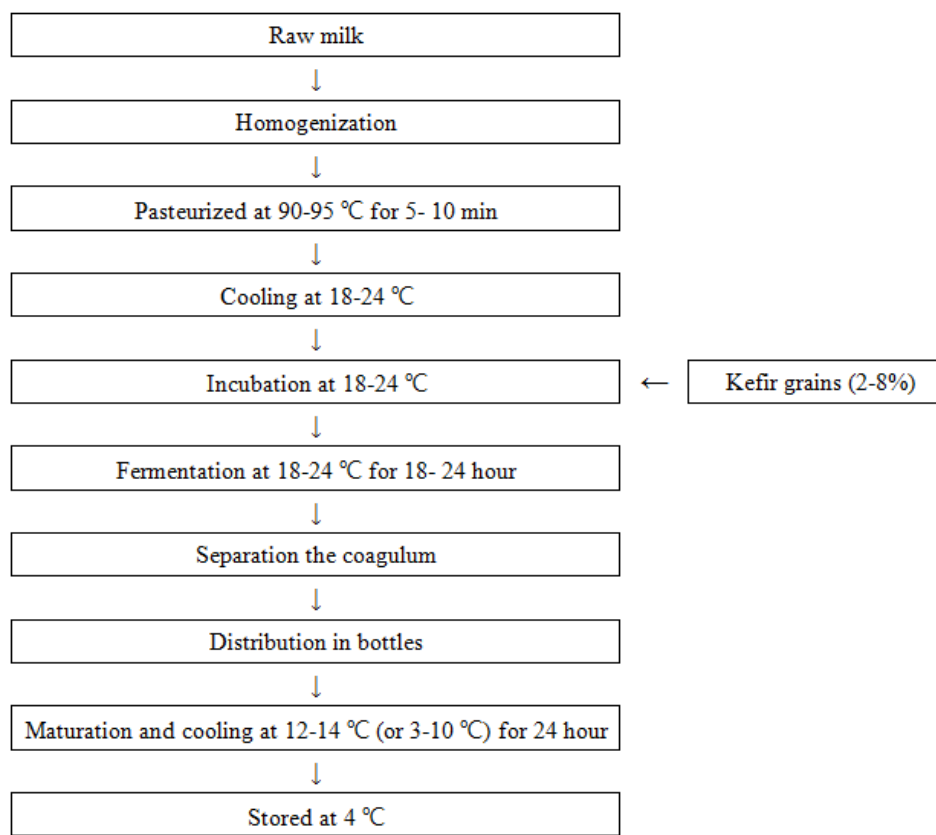 Raw milk
↓
Homogenization
↓
Pasteurized at 90-95 ℃ for 5- 10 min
↓
Cooling at 18-24 ℃
↓
Incubation at 18-24 ℃ ← Kefir grains (2-8%)
↓
Fermentation at 18-24 ℃ for 18- 24 hour
↓
Separation the coagulum
↓
Distribution in bottles
↓
Maturation and cooling at 12-14 ℃ (or 3-10 ℃) for 24 hour
↓
Stored at 4 ℃